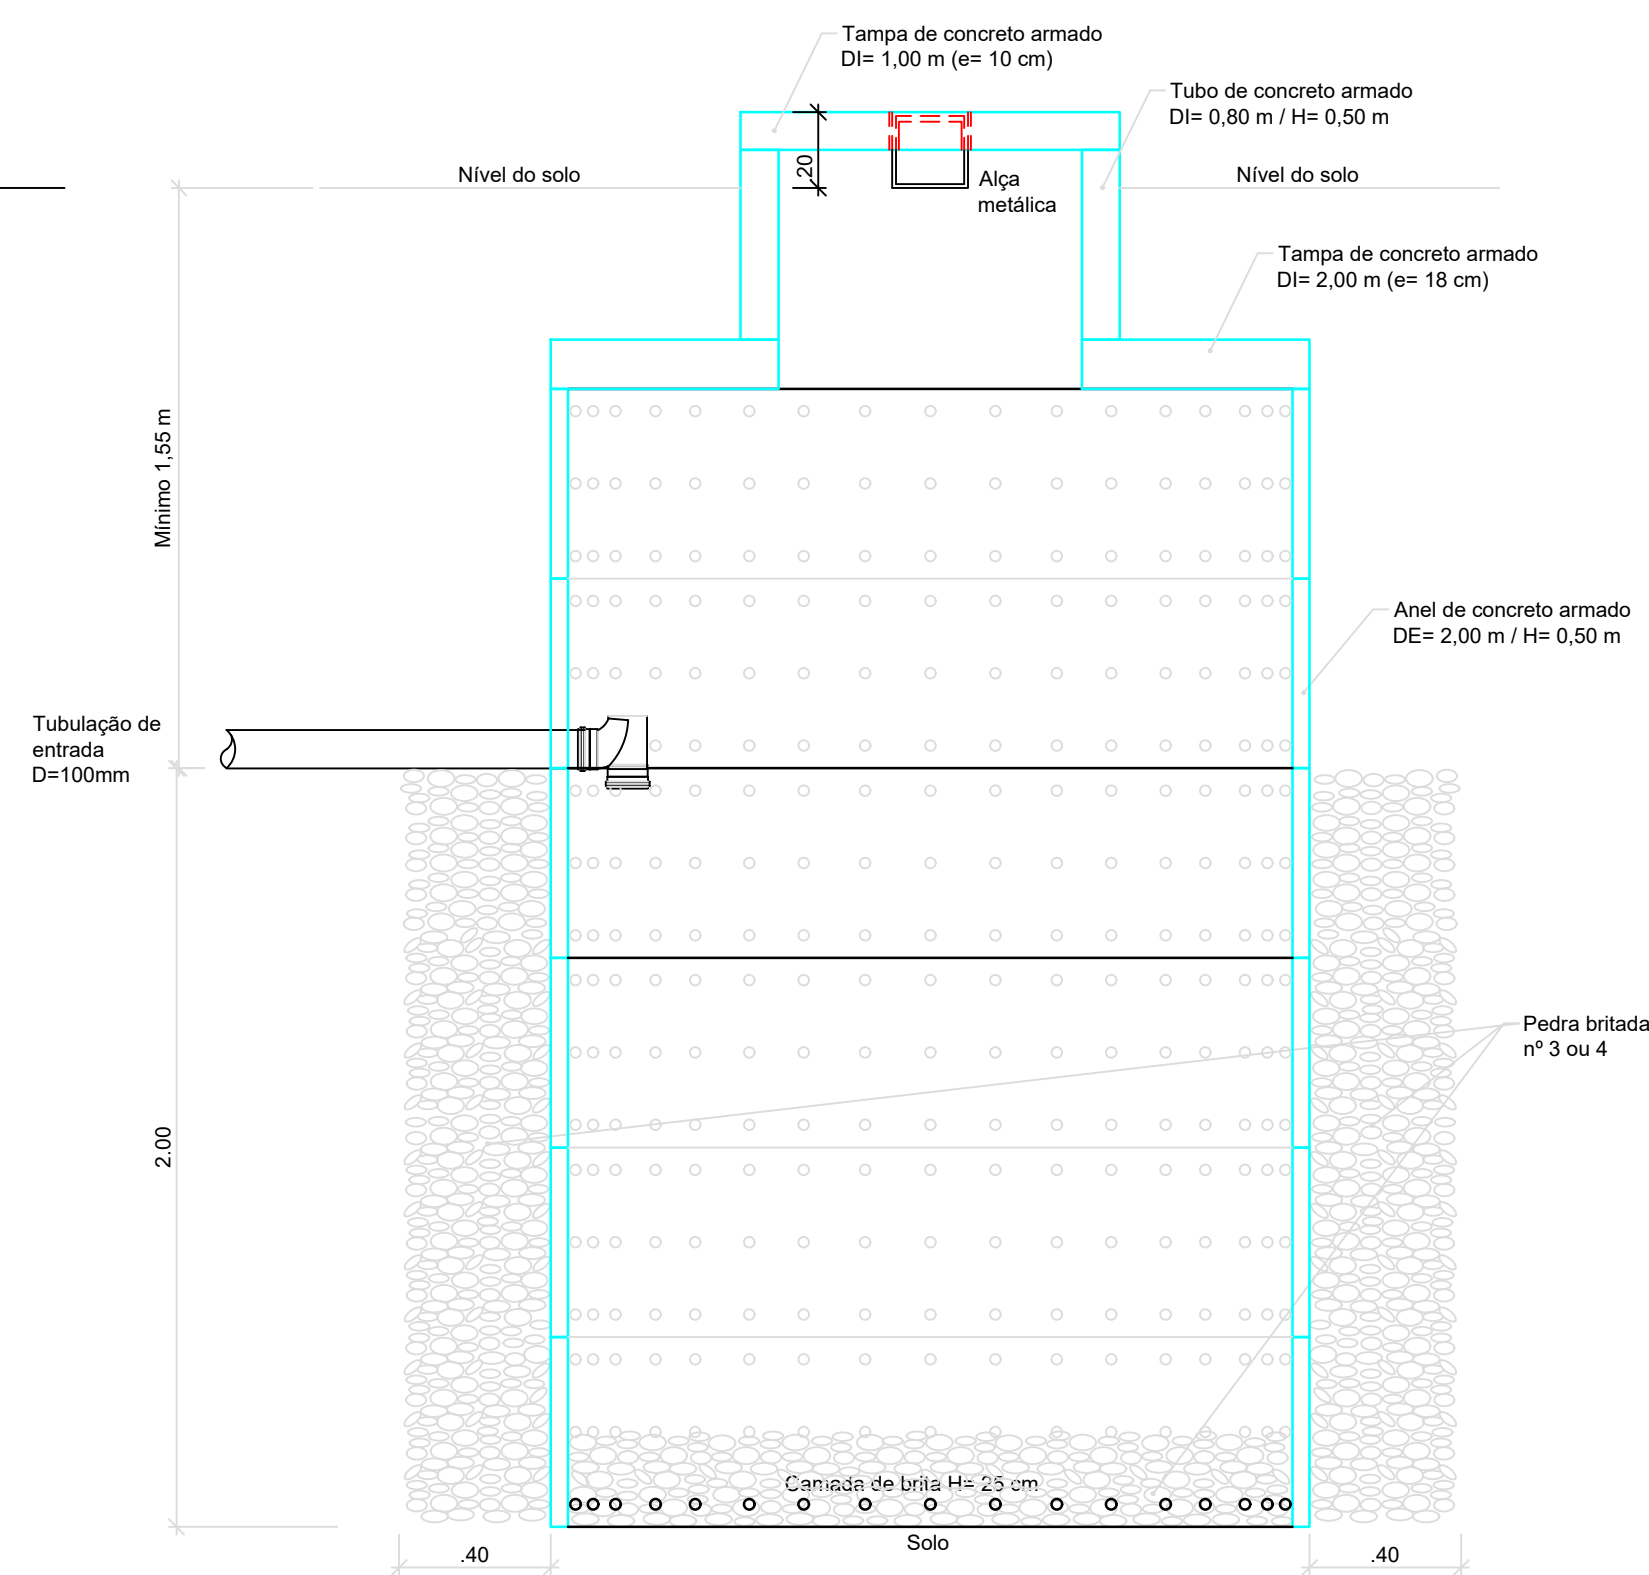 Tampa de concreto armado
DI= 1,00 m (e= 10 cm)
Tubo de concreto armado
DI= 0,80 m / H= 0,50 m
Nível do solo
.20
Alça
metálica
Nível do solo
Tampa de concreto armado
DI= 2,00 m (e= 18 cm)
Mínimo 1,55 m
Anel de concreto armado
DE= 2,00 m / H= 0,50 m
Tubulação de
entrada
D=100mm
Pedra britada
nº 3 ou 4
2.00
Camada de brita H= 25 cm
Solo
.40
.40